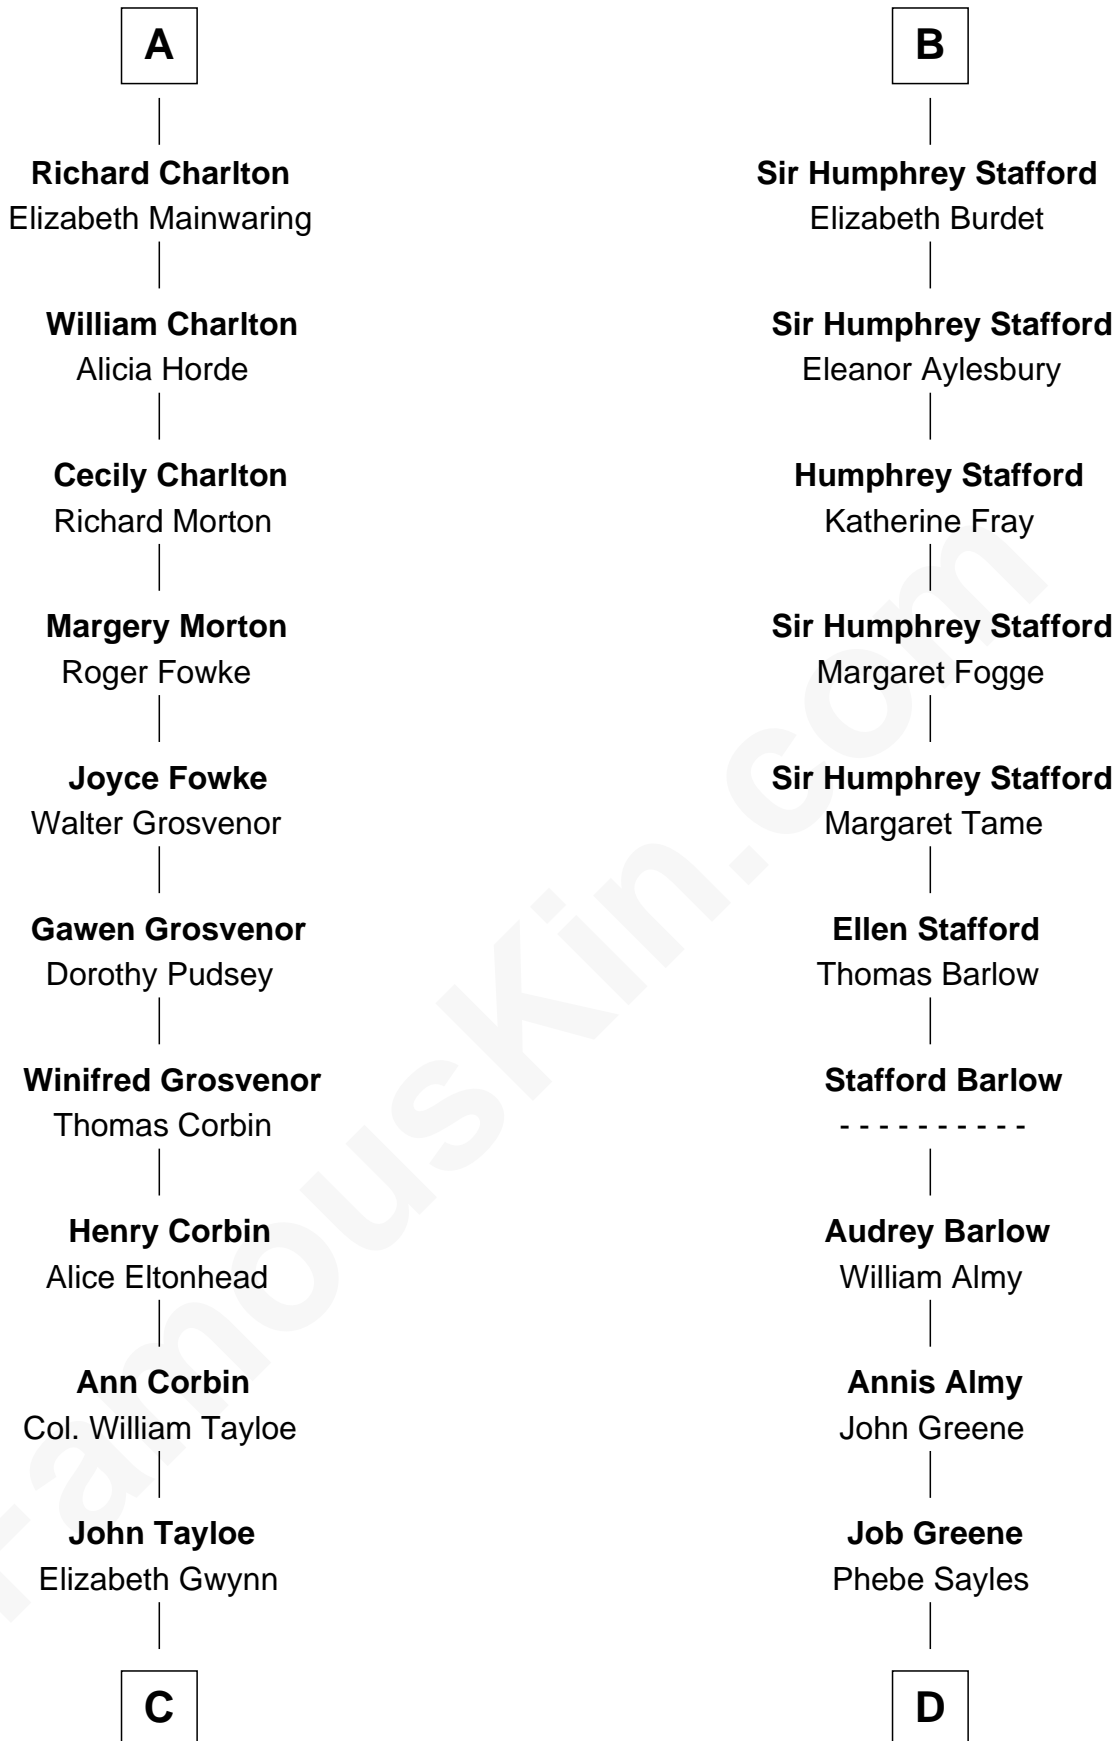 A
Richard Charlton
Elizabeth Mainwaring
William Charlton
Alicia Horde
Cecily Charlton
Richard Morton
Margery Morton
Roger Fowke
Joyce Fowke
Walter Grosvenor
Gawen Grosvenor
Dorothy Pudsey
Winifred Grosvenor
Thomas Corbin
Henry Corbin
Alice Eltonhead
Ann Corbin
Col. William Tayloe
John Tayloe
Elizabeth Gwynn
C
B
Sir Humphrey Stafford
Elizabeth Burdet
Sir Humphrey Stafford
Eleanor Aylesbury
Humphrey Stafford
Katherine Fray
Sir Humphrey Stafford
Margaret Fogge
Sir Humphrey Stafford
Margaret Tame
Ellen Stafford
Thomas Barlow
Stafford Barlow
- - - - - - - - - -
Audrey Barlow
William Almy
Annis Almy
John Greene
Job Greene
Phebe Sayles
D
FamousKin.com